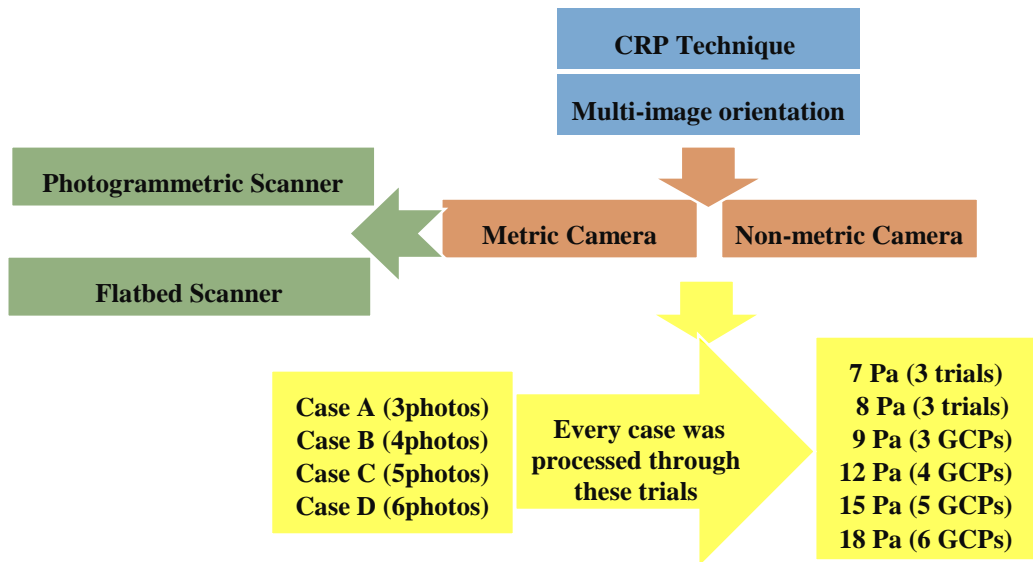 CRP Technique
Multi-image orientation
Photogrammetric Scanner
Metric Camera
Non-metric Camera
Flatbed Scanner
Case A (3photos)
Case B (4photos)
Case C (5photos)
Case D (6photos)
Every case was
processed through
these trials
7 Pa (3 trials)
8 Pa (3 trials)
9 Pa (3 GCPs)
12 Pa (4 GCPs)
15 Pa (5 GCPs)
18 Pa (6 GCPs)